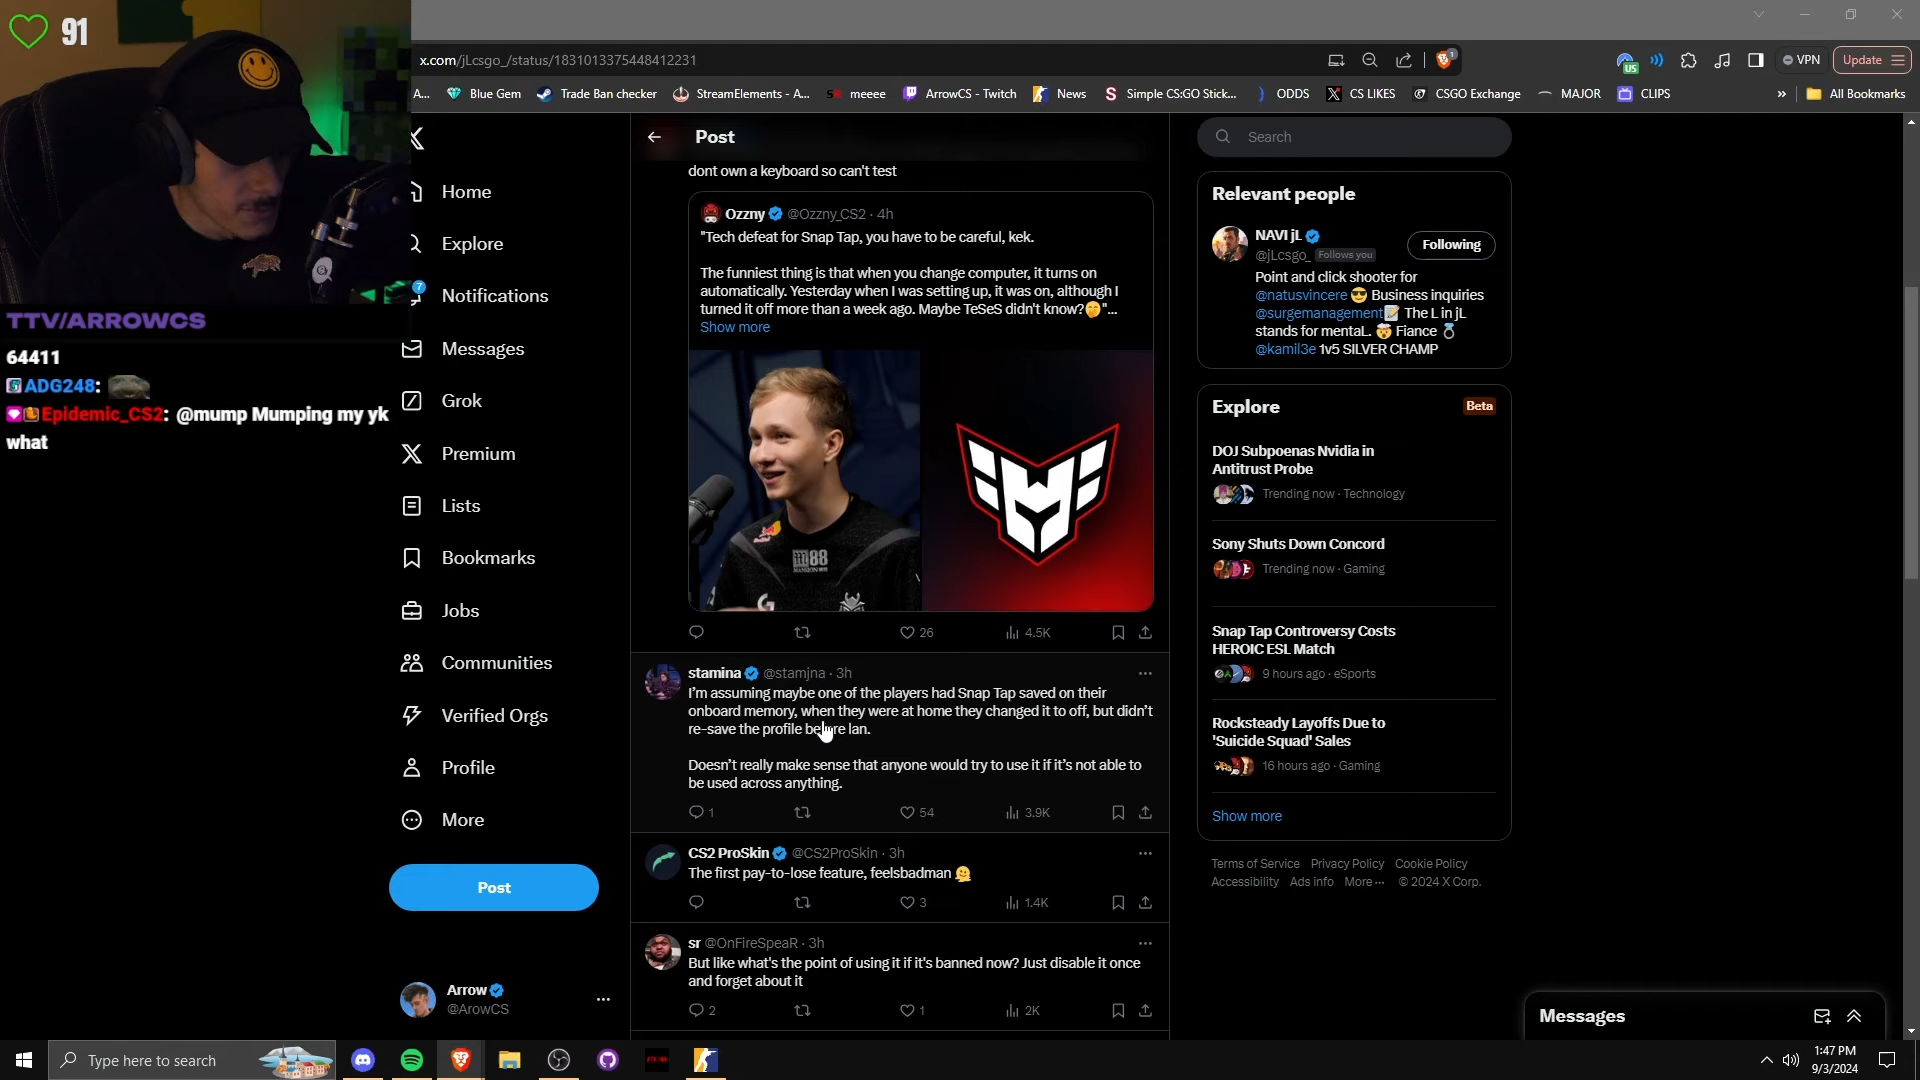 91
TTV/ARROWCS
64411
ADG248:
Epidemic_CS2: @mump Mumping my yk
what
x.com/jLcsgo_/status/1831013375448412231
1
US
VPN
Update
A...
Blue Gem
Trade Ban checker
StreamElements - A...
meeee
ArrowCS - Twitch
News
Simple CS:GO Stick...
ODDS
CS LIKES
CSGO Exchange
MAJOR
CLIPS
»
All Bookmarks
Home
Explore
7
Notifications
Messages
Grok
Premium
Lists
Bookmarks
Jobs
Communities
Verified Orgs
Profile
More
Post
Arrow
@ArowCS
Post
dont own a keyboard so can't test
Ozzny @Ozzny_CS2 · 4h
"Tech defeat for Snap Tap, you have to be careful, kek.
The funniest thing is that when you change computer, it turns on
automatically. Yesterday when I was setting up, it was on, although I
turned it off more than a week ago. Maybe TeSeS didn't know?🤭"...
Show more
M88
MANSION
26
4.5K
stamina @stamjna · 3h
I'm assuming maybe one of the players had Snap Tap saved on their
onboard memory, when they were at home they changed it to off, but didn't
re-save the profile before lan.
Doesn't really make sense that anyone would try to use it if it's not able to
be used across anything.
1
54
3.9K
CS2 ProSkin @CS2ProSkin · 3h
The first pay-to-lose feature, feelsbadman 🫠
3
1.4K
sr @OnFireSpeaR · 3h
But like what's the point of using it if it's banned now? Just disable it once
and forget about it
2
1
2K
Search
Relevant people
NAVI jL
@jLcsgo_ Follows you
Following
Point and click shooter for
@natusvincere 😎 Business inquiries
@surgemanagement📝 The L in jL
stands for mentaL. 🤯 Fiance 💍
@kamil3e 1v5 SILVER CHAMP
Explore
Beta
DOJ Subpoenas Nvidia in
Antitrust Probe
Trending now · Technology
Sony Shuts Down Concord
Trending now · Gaming
Snap Tap Controversy Costs
HEROIC ESL Match
9 hours ago · eSports
Rocksteady Layoffs Due to
'Suicide Squad' Sales
16 hours ago · Gaming
Show more
Terms of Service Privacy Policy Cookie Policy
Accessibility Ads info More ··· © 2024 X Corp.
Messages
Type here to search
1:47 PM
9/3/2024